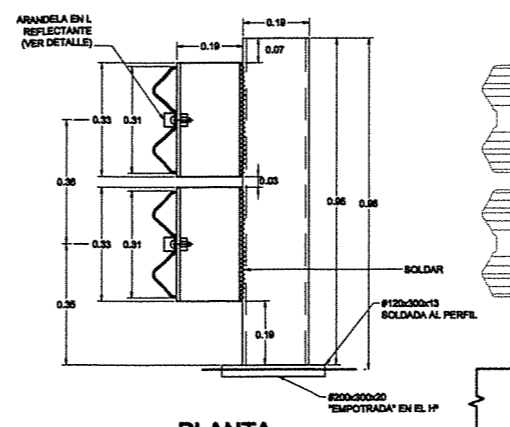 ARANDELA EN L
REFLECTANTE
(VER DETALLE)
0.19
0.19
0.07
0.33
0.31
0.36
0.03
0.33
0.31
0.95
0.98
0.35
SOLDAR
0.19
#120x300x13
SOLDADA AL PERFIL
#200x300x20
"EMPOTRADA" EN EL Hº
PLANTA